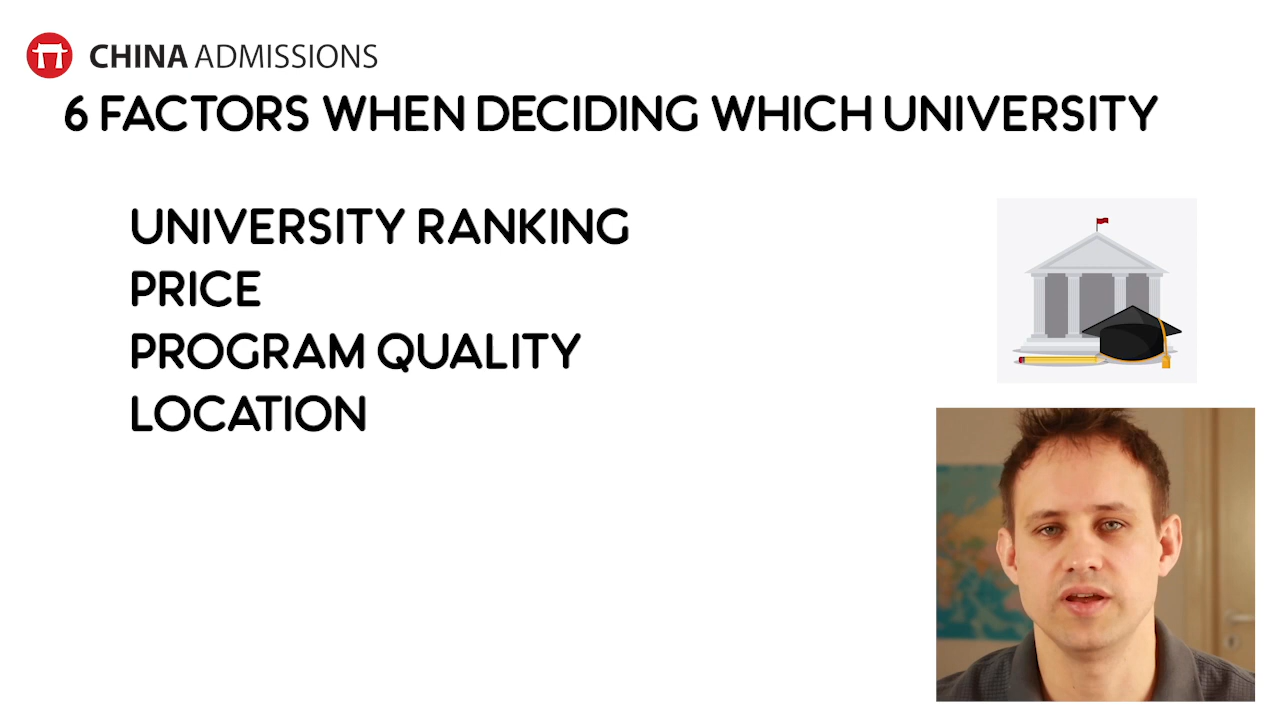 CHINA ADMISSIONS
6 FACTORS WHEN DECIDING WHICH UNIVERSITY
UNIVERSITY RANKING
PRICE
PROGRAM QUALITY
LOCATION